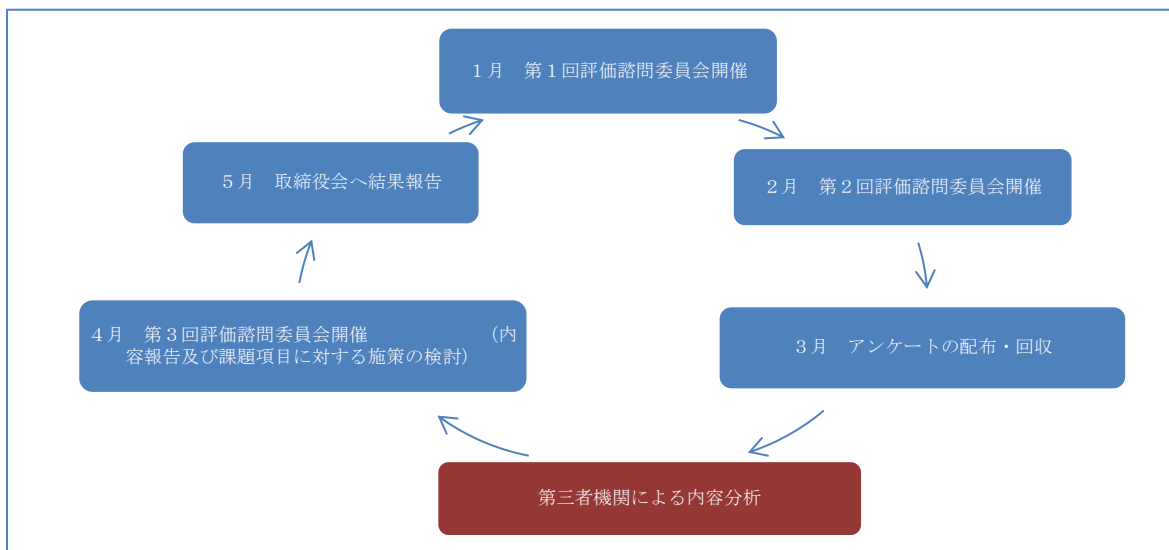 １月　第１回評価諮問委員会開催
２月　第２回評価諮問委員会開催
３月　アンケートの配布・回収
第三者機関による内容分析
４月　第３回評価諮問委員会開催　　　　　　（内
容報告及び課題項目に対する施策の検討）
５月　取締役会へ結果報告